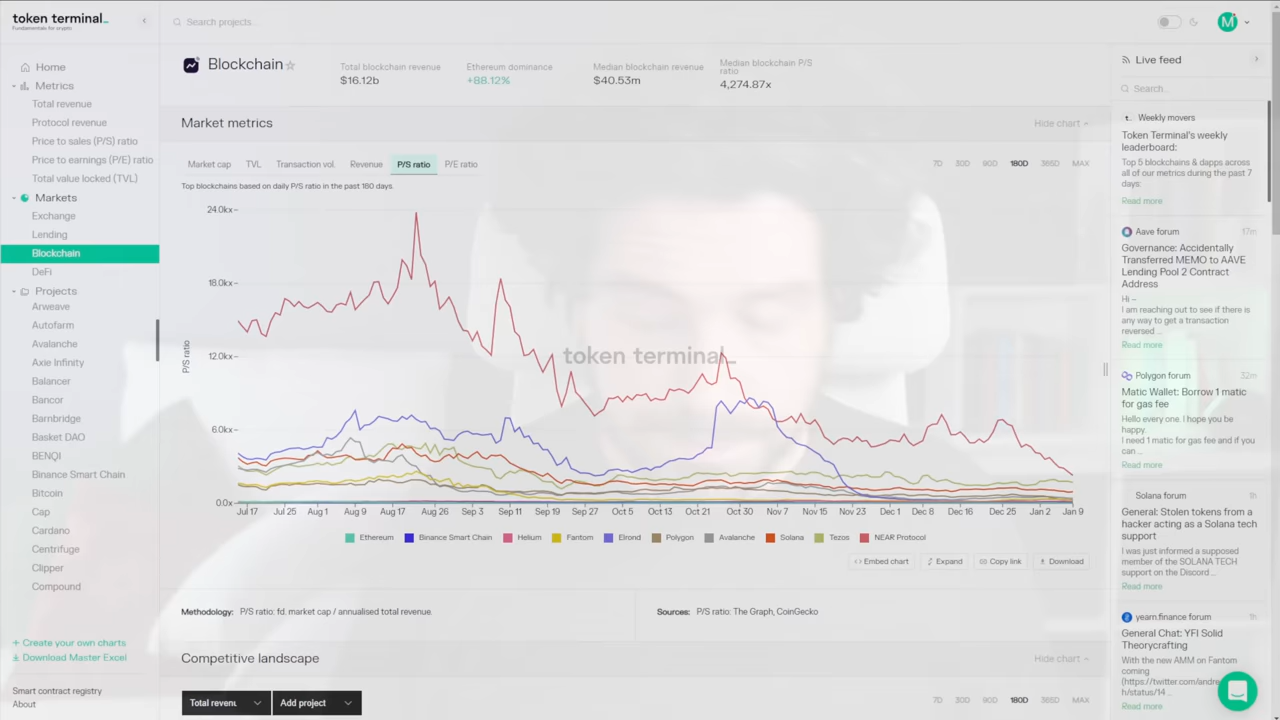 token terminal_
Fundamentals for crypto
Search projects...
M
Home
Metrics
Total revenue
Protocol revenue
Price to sales (P/S) ratio
Price to earnings (P/E) ratio
Total value locked (TVL)
Markets
Exchange
Lending
Blockchain
DeFi
Projects
Arweave
Autofarm
Avalanche
Axie Infinity
Balancer
Bancor
Barnbridge
Basket DAO
BENQI
Binance Smart Chain
Bitcoin
Cap
Cardano
Centrifuge
Clipper
Compound
+ Create your own charts
Download Master Excel
Smart contract registry
About
Blockchain
Total blockchain revenue
$16.12b
Ethereum dominance
+88.12%
Median blockchain revenue
$40.53m
Median blockchain P/S
ratio
4,274.87x
Market metrics
Hide chart
Market cap TVL Transaction vol. Revenue P/S ratio P/E ratio
7D 30D 90D 180D 365D MAX
Top blockchains based on daily P/S ratio in the past 180 days.
24.0kx
18.0kx
12.0kx
6.0kx
0.0x
P/S ratio
token terminal_
Jul 17 Jul 25 Aug 1 Aug 9 Aug 17 Aug 26 Sep 3 Sep 11 Sep 19 Sep 27 Oct 5 Oct 13 Oct 21 Oct 30 Nov 7 Nov 15 Nov 23 Dec 1 Dec 8 Dec 16 Dec 25 Jan 2 Jan 9
Ethereum Binance Smart Chain Helium Fantom Elrond Polygon Avalanche Solana Tezos NEAR Protocol
Embed chart Expand Copy link Download
Methodology: P/S ratio: fd. market cap / annualised total revenue.
Sources: P/S ratio: The Graph, CoinGecko
Competitive landscape
Hide chart
Total revenu
Add project
7D 30D 90D 180D 365D MAX
Live feed
Search...
Weekly movers
Token Terminal's weekly
leaderboard:
Top 5 blockchains & dapps across
all of our metrics during the past 7
days:
Read more
Aave forum 17m
Governance: Accidentally
Transferred MEMO to AAVE
Lending Pool 2 Contract
Address
Hi –
I am reaching out to see if there is
any way to get a transaction
reversed ...
Read more
Polygon forum 32m
Matic Wallet: Borrow 1 matic
for gas fee
Hello every one. I hope you be
happy.
I need 1 matic for gas fee and if you
can ...
Read more
Solana forum 1h
General: Stolen tokens from a
hacker acting as a Solana tech
support
I was just informed a supposed
member of the SOLANA TECH
support on the Discord ...
Read more
yearn.finance forum 1h
General Chat: YFI Solid
Theorycrafting
With the new AMM on Fantom
coming
(https://twitter.com/andre
h/status/14 ...
Read more